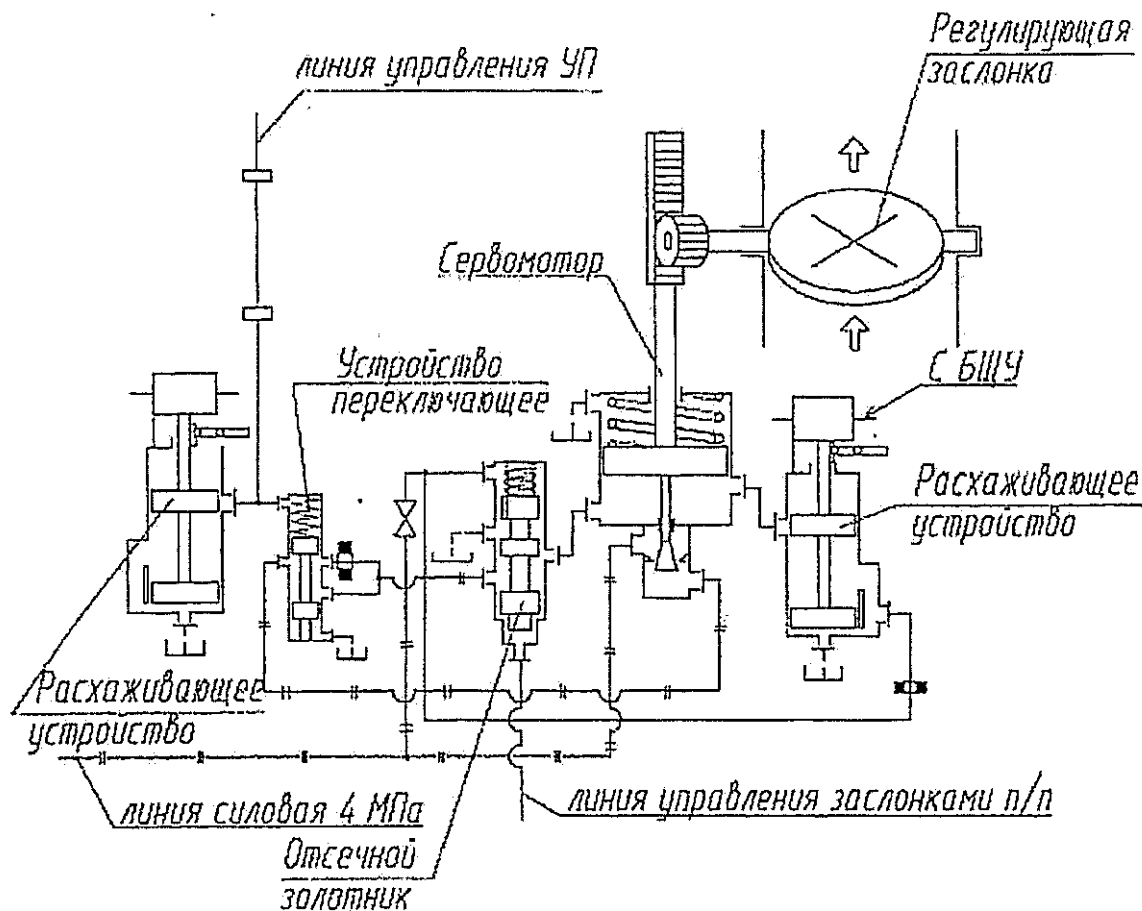 Регулирующая
заслонка
линия управления УП
Сервомотор
Устройство
переключающее
С БЩУ
Расхаживающее
устройство
Расхаживающее
устройство
линия силовая 4 МПа
линия управления заслонками п/п
Отсечной
золотник